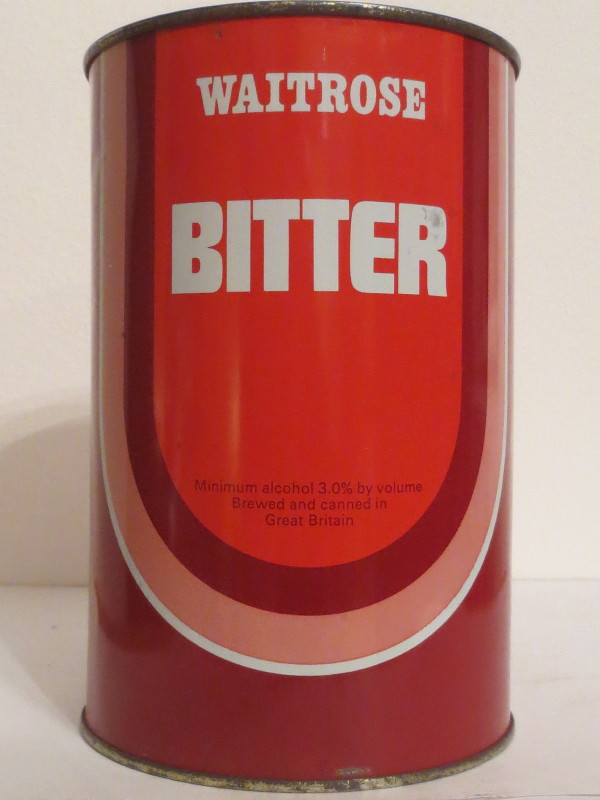 WAITROSE
BITTER
Minimum alcohol 3.0% by volume
Brewed and canned in
Great Britain